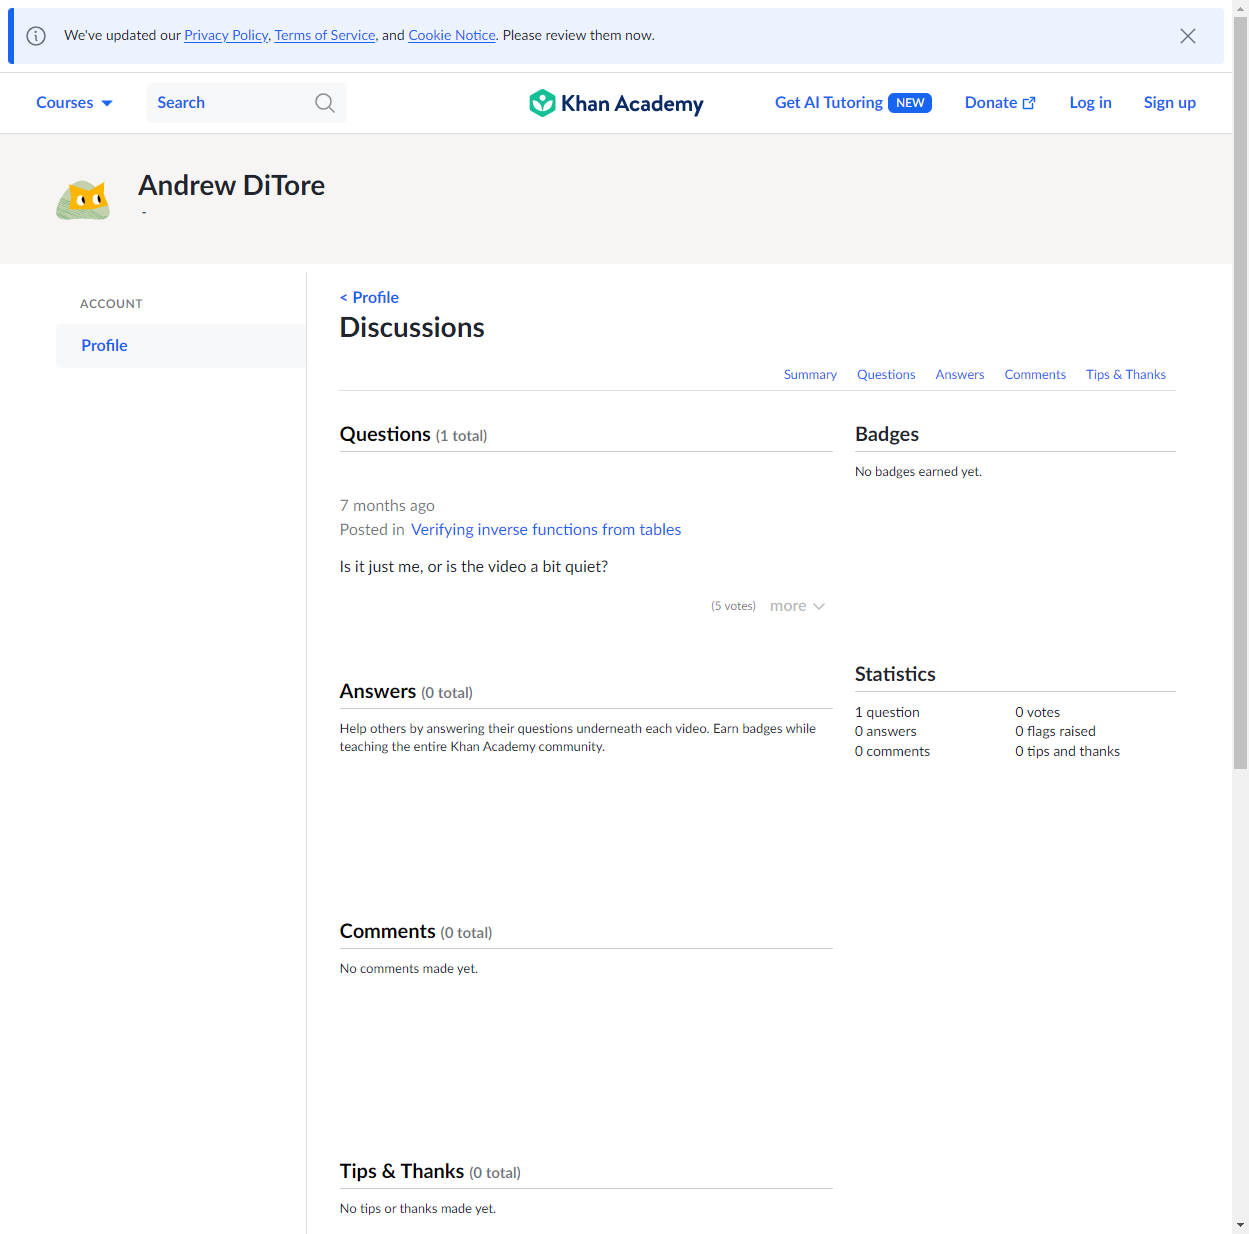 We've updated our Privacy Policy, Terms of Service, and Cookie Notice. Please review them now.
Courses
Search
Khan Academy
Get AI Tutoring NEW
Donate
Log in
Sign up
Andrew DiTore
-
ACCOUNT
Profile
< Profile
Discussions
Summary Questions Answers Comments Tips & Thanks
Questions (1 total)
7 months ago
Posted in Verifying inverse functions from tables
Is it just me, or is the video a bit quiet?
(5 votes) more
Answers (0 total)
Help others by answering their questions underneath each video. Earn badges while
teaching the entire Khan Academy community.
Comments (0 total)
No comments made yet.
Tips & Thanks (0 total)
No tips or thanks made yet.
Badges
No badges earned yet.
Statistics
1 question 0 votes
0 answers 0 flags raised
0 comments 0 tips and thanks